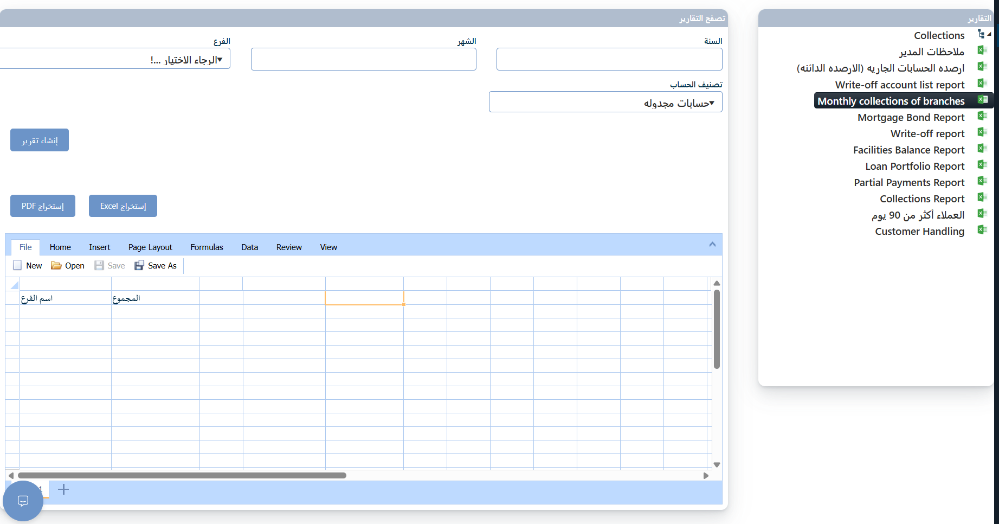 التقارير
Collections
ملاحظات المدير
ارصده الحسابات الجاريه (الارصده الدائنه)
Write-off account list report
Monthly collections of branches
Mortgage Bond Report
Write-off report
Facilities Balance Report
Loan Portfolio Report
Partial Payments Report
Collections Report
العملاء أكثر من 90 يوم
Customer Handling
تصفح التقارير
السنة
الشهر
الفرع
الرجاء الاختيار ...!
تصنيف الحساب
حسابات مجدوله
إنشاء تقرير
إستخراج Excel
إستخراج PDF
File Home Insert Page Layout Formulas Data Review View
New Open Save Save As
اسم الفرع المجموع
1